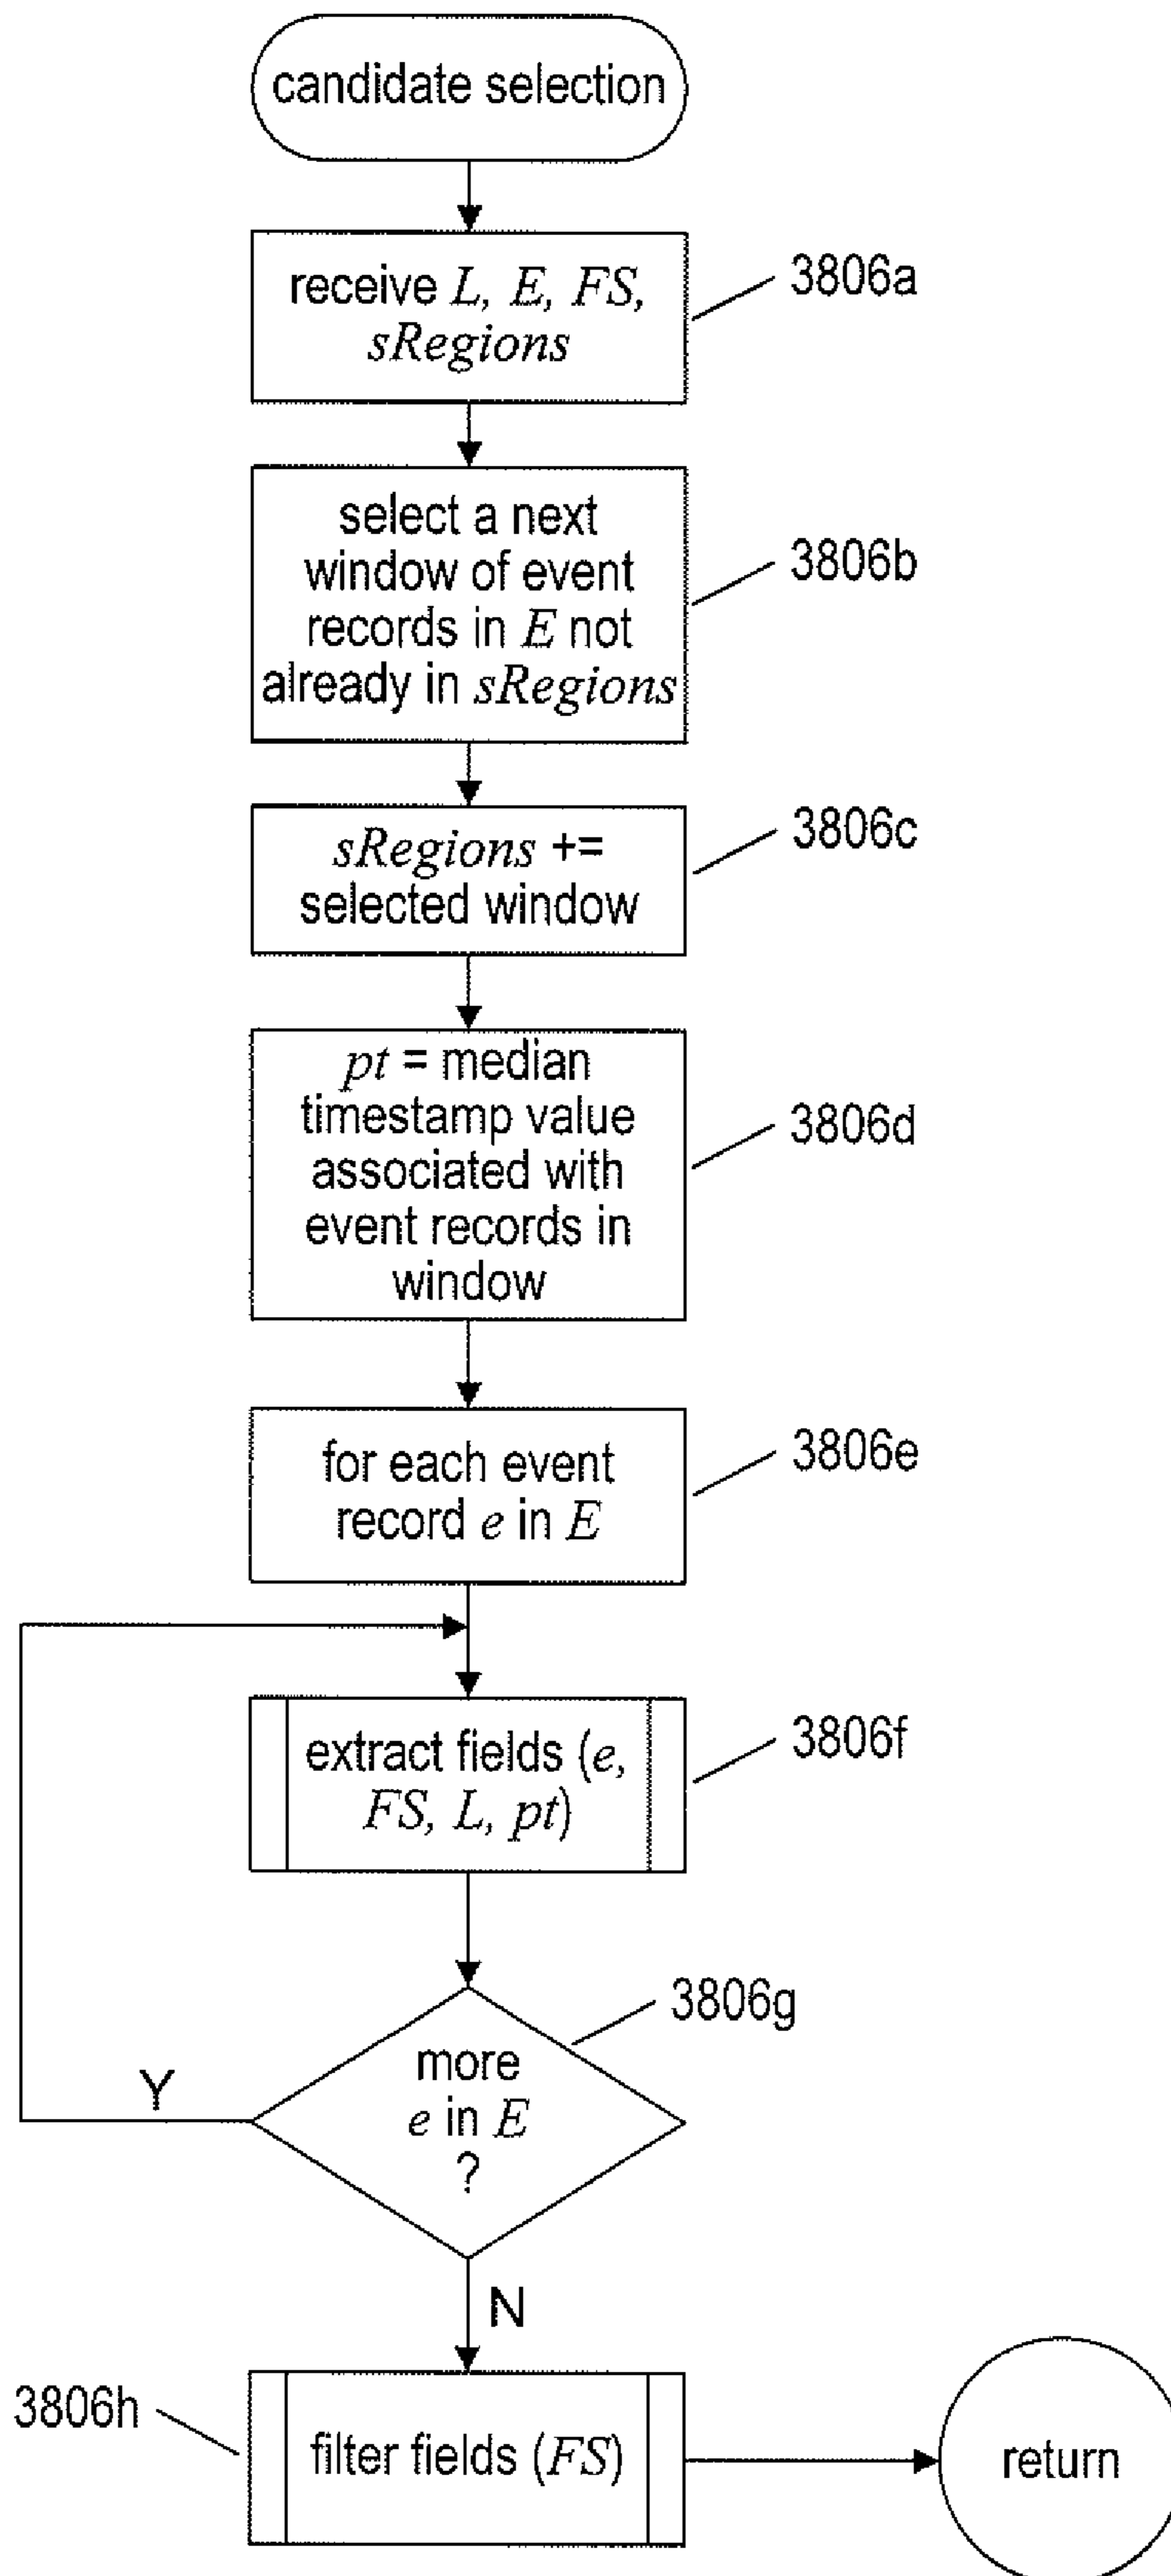 candidate selection
receive L, E, FS,
sRegions
3806a
select a next
window of event
records in E not
already in sRegions
3806b
sRegions +=
selected window
3806c
pt = median
timestamp value
associated with
event records in
window
3806d
for each event
record e in E
3806e
extract fields (e,
FS, L, pt)
3806f
more
e in E
?
3806g
Y
N
3806h
filter fields (FS)
return